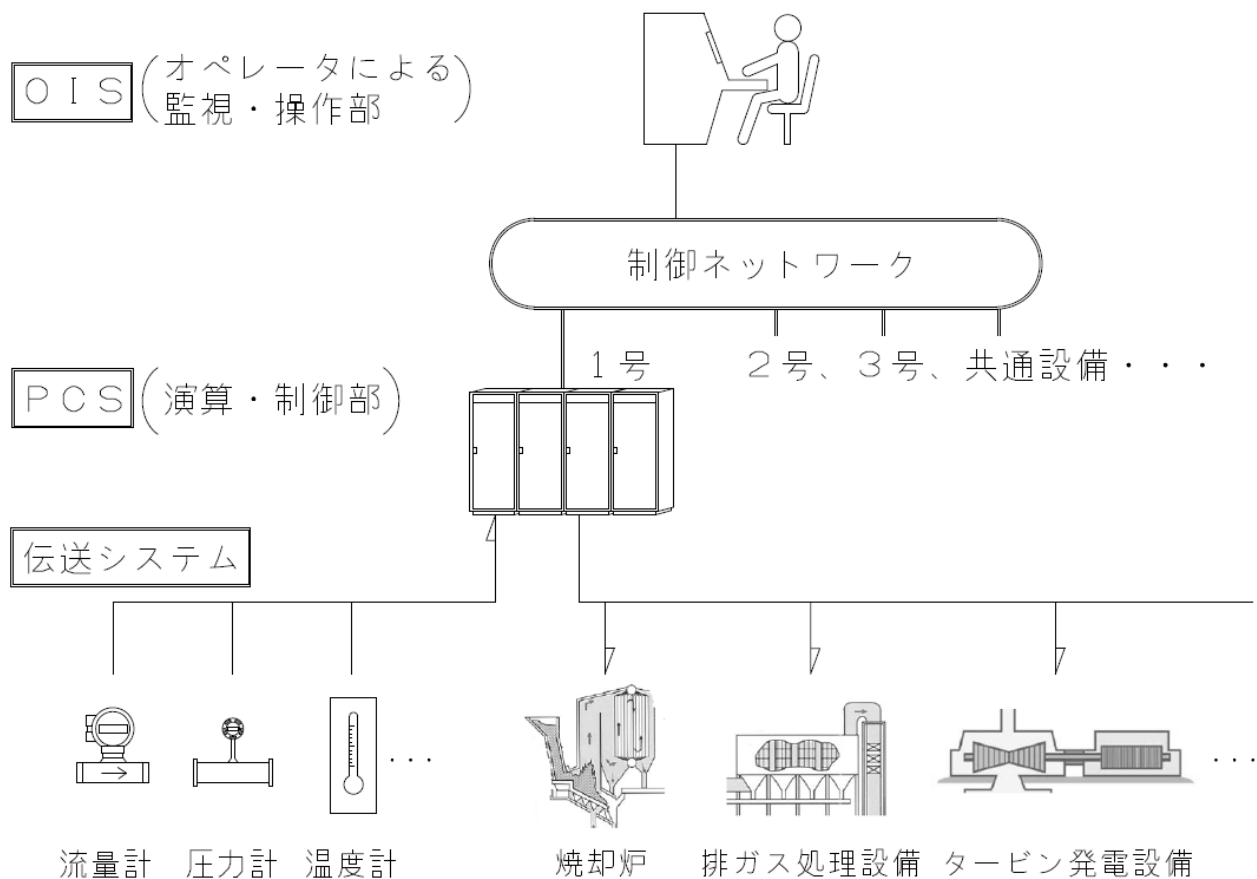 OIS(オペレータによる
監視・操作部)
制御ネットワーク
1号 2号、3号、共通設備・・・
PCS(演算・制御部)
伝送システム
・・・ ・・・
流量計 圧力計 温度計 焼却炉 排ガス処理設備 タービン発電設備